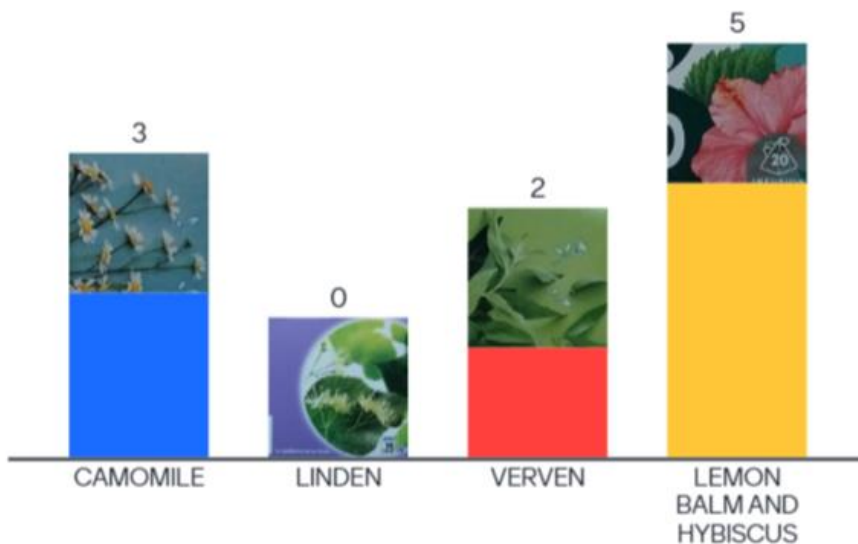 5
3
2
0
20
CAMOMILE
LINDEN
VERVEN
LEMON
BALM AND
HYBISCUS